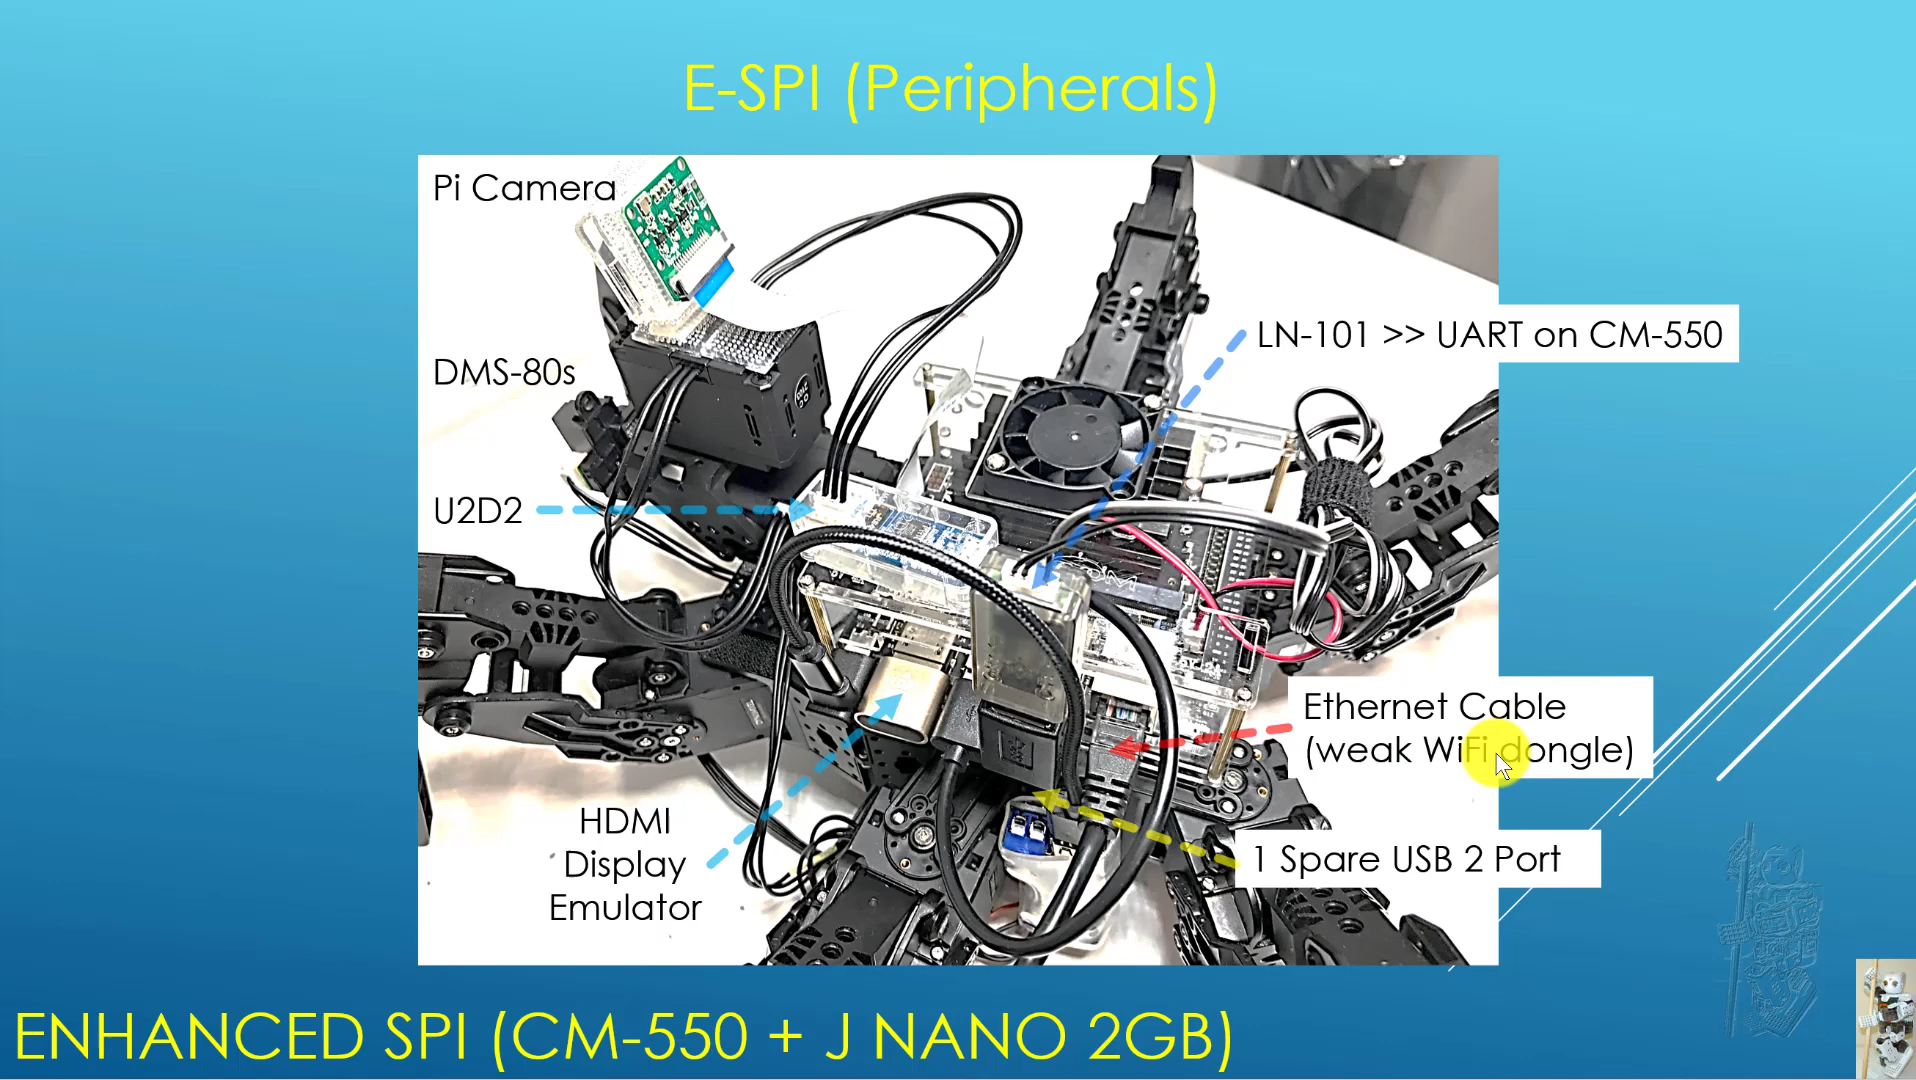 E-SPI (Peripherals)
Pi Camera
DMS-80s
U2D2
HDMI
Display
Emulator
LN-101 >> UART on CM-550
Ethernet Cable
(weak WiFi dongle)
1 Spare USB 2 Port
ENHANCED SPI (CM-550 + J NANO 2GB)